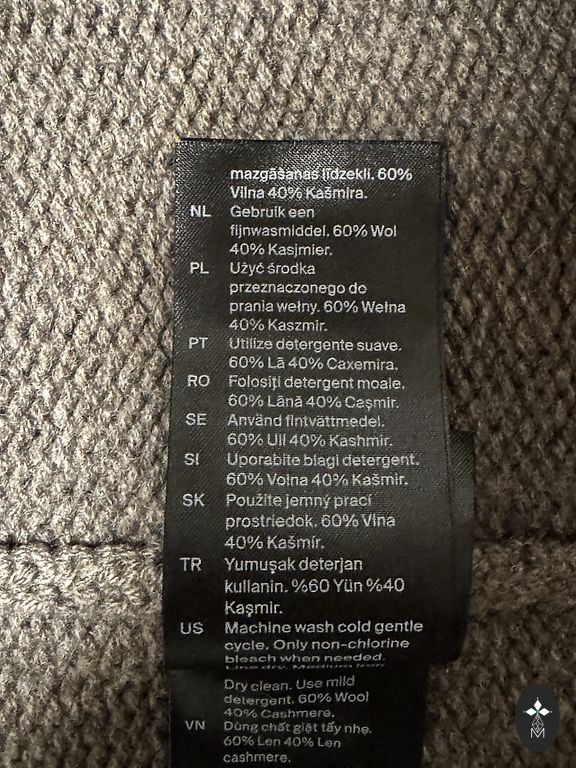 mazgāšanas līdzekli. 60%
Vilna 40% Kašmira.
NL Gebruik een
fijnwasmiddel. 60% Wol
40% Kasjmier.
PL Użyć środka
przeznaczonego do
prania wełny. 60% Wełna
40% Kaszmir.
PT Utilize detergente suave.
60% Lã 40% Caxemira.
RO Folosiți detergent moale.
60% Lână 40% Cașmir.
SE Använd fintvättmedel.
60% Ull 40% Kashmir.
SI Uporabite blagi detergent.
60% Volna 40% Kašmir.
SK Použite jemný prací
prostriedok. 60% Vlna
40% Kašmír.
TR Yumuşak deterjan
kullanin. %60 Yün %40
Kaşmir.
US Machine wash cold gentle
cycle. Only non-chlorine
bleach when needed.
Line dry. Medium iron
Dry clean. Use mild
detergent. 60% Wool
40% Cashmere.
VN Dùng chất giặt tẩy nhẹ.
60% Len 40% Len
cashmere.
M